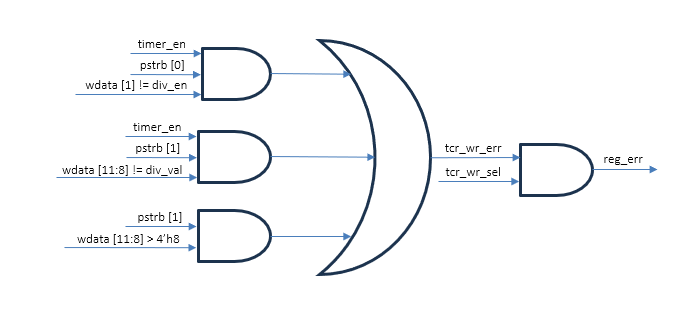 timer_en
pstrb [0]
wdata [1] != div_en
timer_en
pstrb [1]
wdata [11:8] != div_val
pstrb [1]
wdata [11:8] > 4’h8
tcr_wr_err
tcr_wr_sel
reg_err